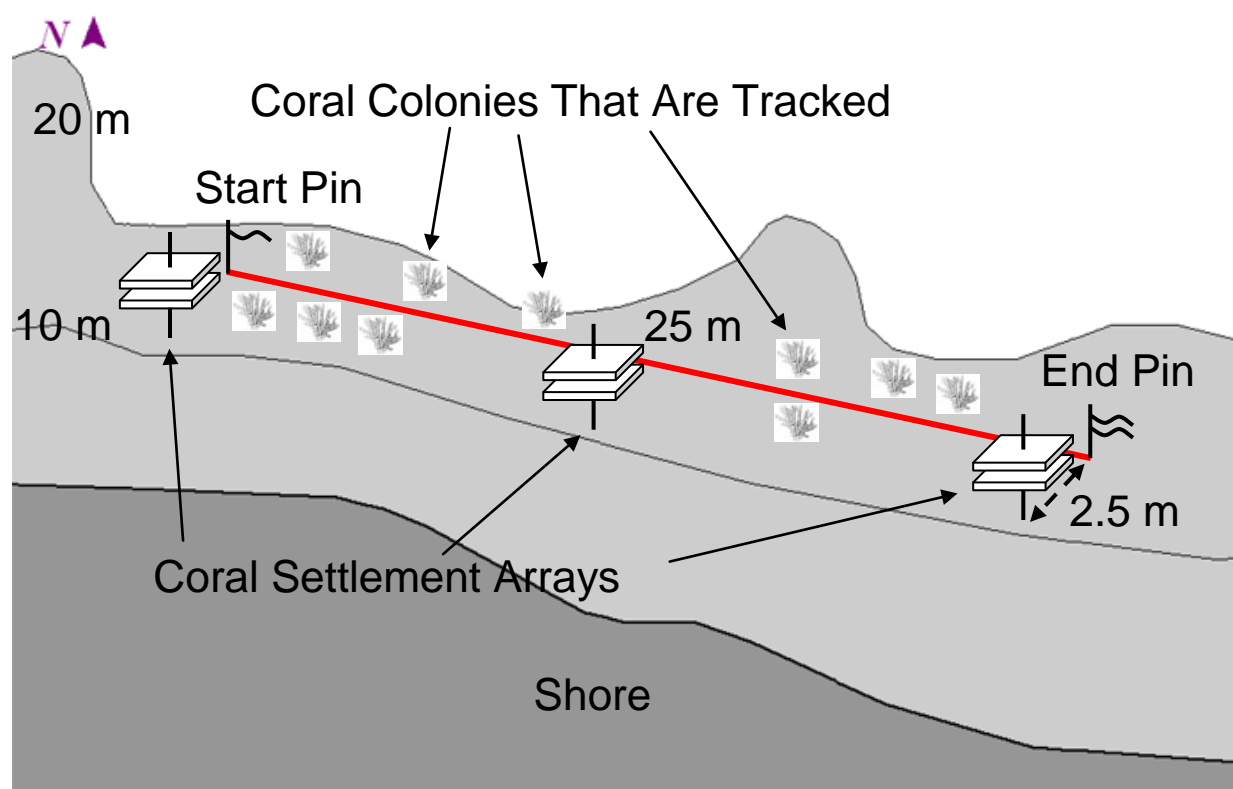 N
Coral Colonies That Are Tracked
20 m
Start Pin
10 m
25 m
End Pin
2.5 m
Coral Settlement Arrays
Shore